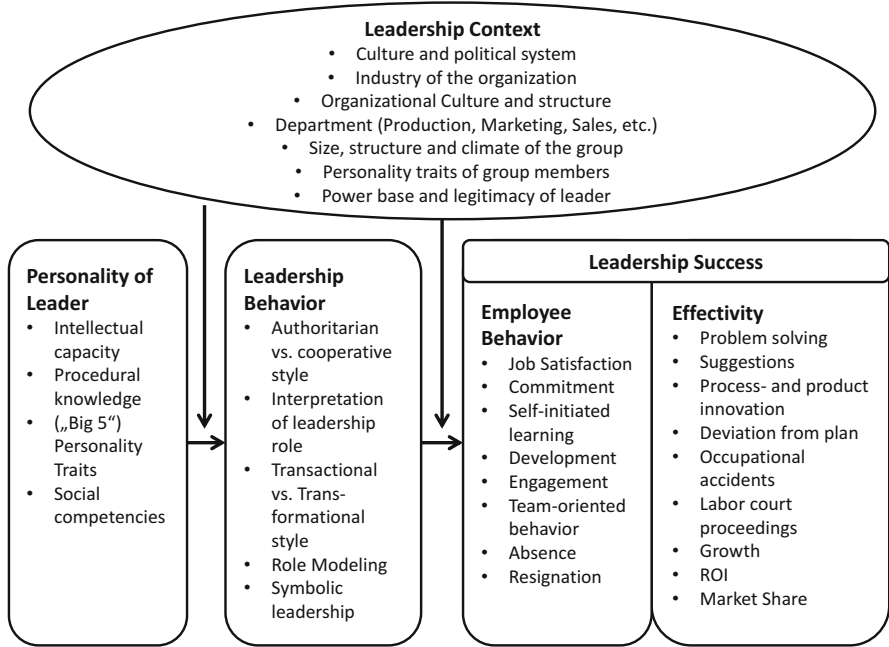 Leadership Context
• Culture and political system
• Industry of the organization
• Organizational Culture and structure
• Department (Production, Marketing, Sales, etc.)
• Size, structure and climate of the group
• Personality traits of group members
• Power base and legitimacy of leader
Personality of
Leader
• Intellectual
capacity
• Procedural
knowledge
• („Big 5“)
Personality
Traits
• Social
competencies
Leadership
Behavior
• Authoritarian
vs. cooperative
style
• Interpretation
of leadership
role
• Transactional
vs. Trans-
formational
style
• Role Modeling
• Symbolic
leadership
Leadership Success
Employee
Behavior
• Job Satisfaction
• Commitment
• Self-initiated
learning
• Development
• Engagement
• Team-oriented
behavior
• Absence
• Resignation
Effectivity
• Problem solving
• Suggestions
• Process- and product
innovation
• Deviation from plan
• Occupational
accidents
• Labor court
proceedings
• Growth
• ROI
• Market Share